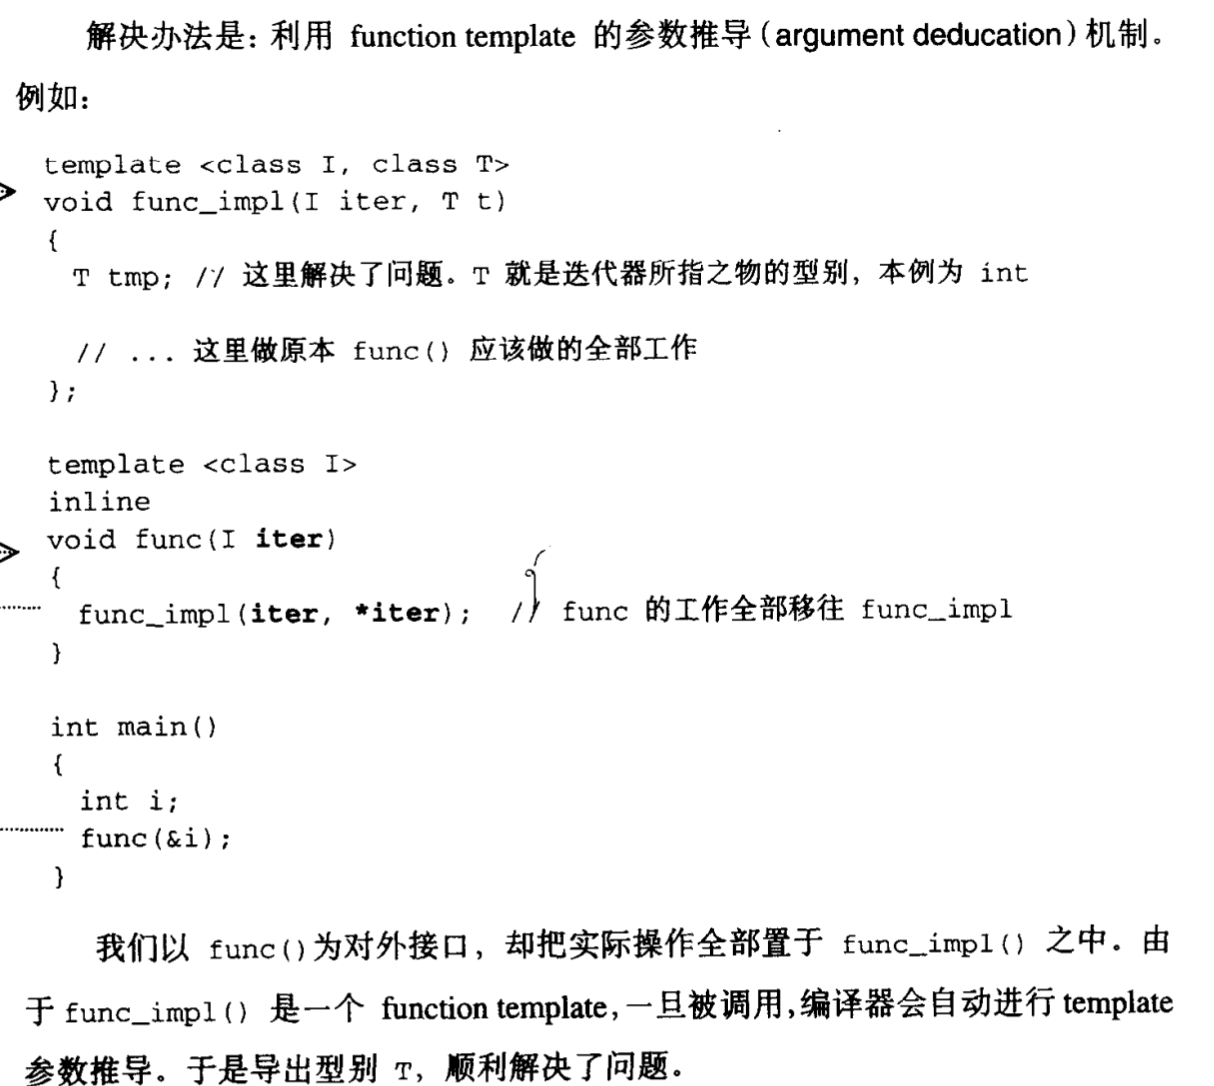 解决办法是：利用 function template 的参数推导（argument deducation）机制。
例如：
template <class I, class T>
void func_impl(I iter, T t)
{
T tmp; // 这里解决了问题。T 就是迭代器所指之物的型别，本例为 int
// ... 这里做原本 func() 应该做的全部工作
};
template <class I>
inline
void func(I iter)
{
func_impl(iter, *iter); // func 的工作全部移往 func_impl
}
int main()
{
int i;
func(&i);
}
我们以 func()为对外接口，却把实际操作全部置于 func_impl() 之中。由
于 func_impl() 是一个 function template,一旦被调用,编译器会自动进行 template
参数推导。于是导出型别 T，顺利解决了问题。